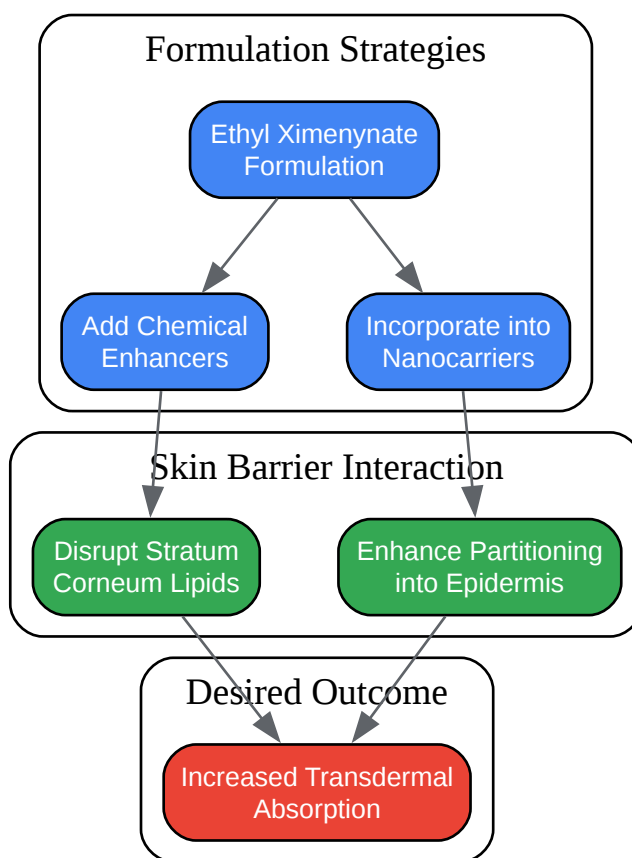 Formulation Strategies
Ethyl Ximenynate
Formulation
Add Chemical
Enhancers
Incorporate into
Nanocarriers
Skin Barrier Interaction
Disrupt Stratum
Corneum Lipids
Enhance Partitioning
into Epidermis
Desired Outcome
Increased Transdermal
Absorption